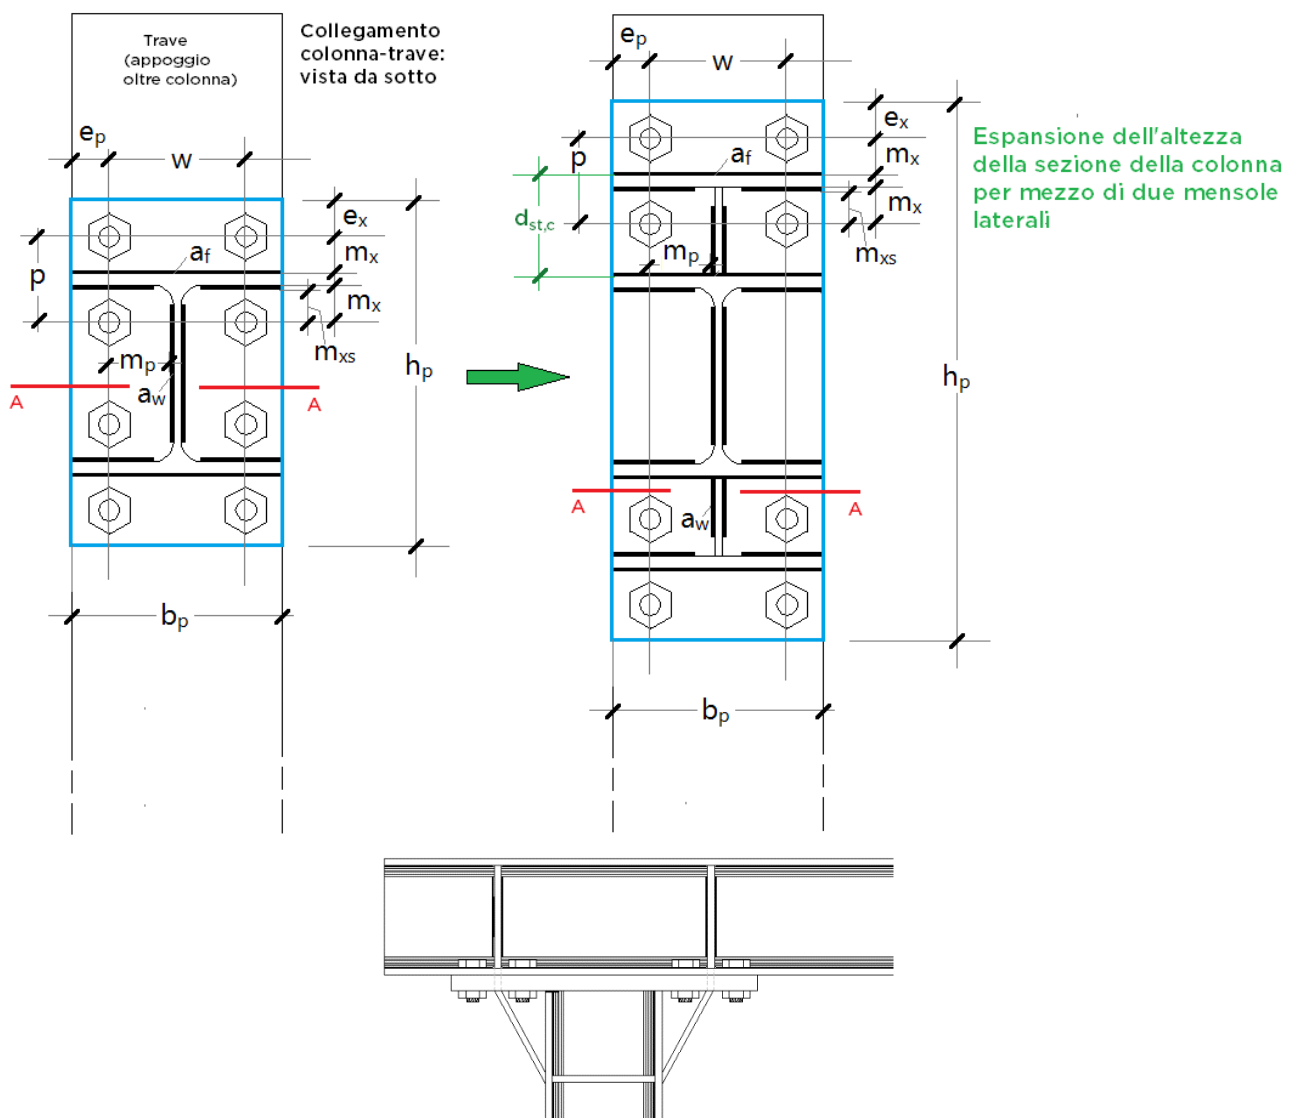 Trave
(appoggio
oltre colonna)
Collegamento
colonna-trave:
vista da sotto
ep
w
ex
mx
af
p
mx
mxs
mp
aw
hp
A
A
bp
ep
w
ex
mx
af
p
mx
dst,c
mp
mxs
hp
A
A
aw
bp
Espansione dell'altezza
della sezione della colonna
per mezzo di due mensole
laterali